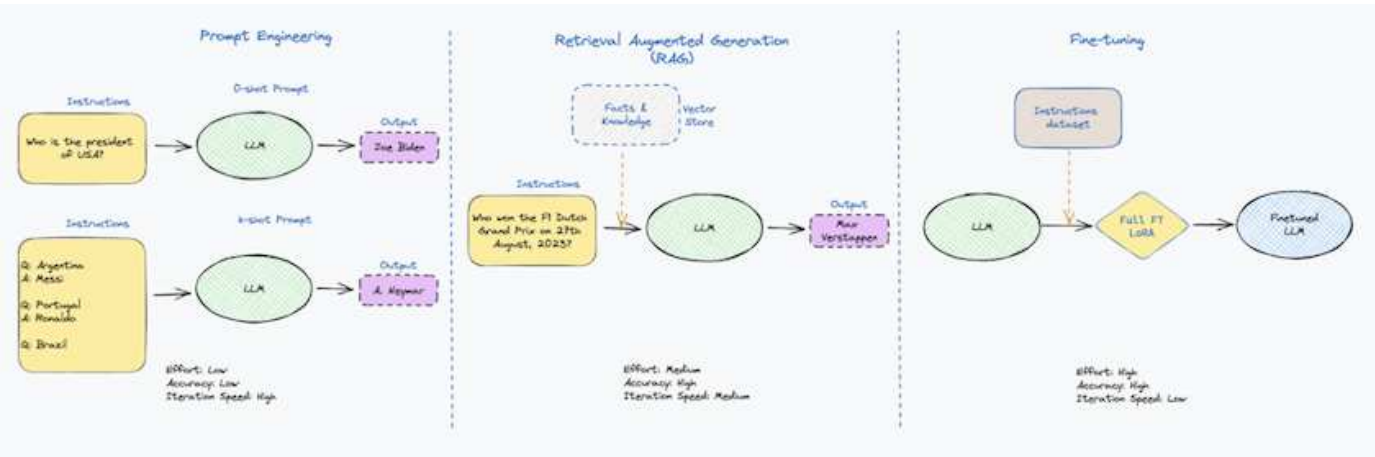 Prompt Engineering
0-shot Prompt
Instructions
Who is the president
of USA?
LLM
Output
Joe Biden
k-shot Prompt
Instructions
Q: Argentina
A: Messi
Q: Portugal
A: Ronaldo
Q: Brazil
LLM
Output
A. Neymar
Effort: Low
Accuracy: Low
Iteration Speed: High
Retrieval Augmented Generation
(RAG)
Facts &
Knowledge
Vector
Store
Instructions
Who won the F1 Dutch
Grand Prix on 27th
August, 2023?
LLM
Output
Max
Verstappen
Effort: Medium
Accuracy: High
Iteration Speed: Medium
Fine-tuning
Instructions
dataset
LLM
Full FT
LoRA
Finetuned
LLM
Effort: High
Accuracy: High
Iteration Speed: Low